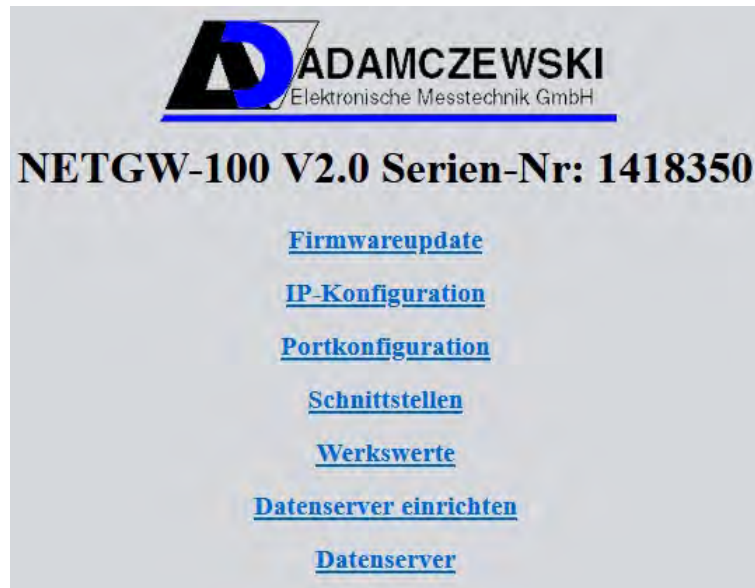 ADAMCZEWSKI
Elektronische Messtechnik GmbH
NETGW-100 V2.0 Serien-Nr: 1418350
Firmwareupdate
IP-Konfiguration
Portkonfiguration
Schnittstellen
Werkswerte
Datenserver einrichten
Datenserver